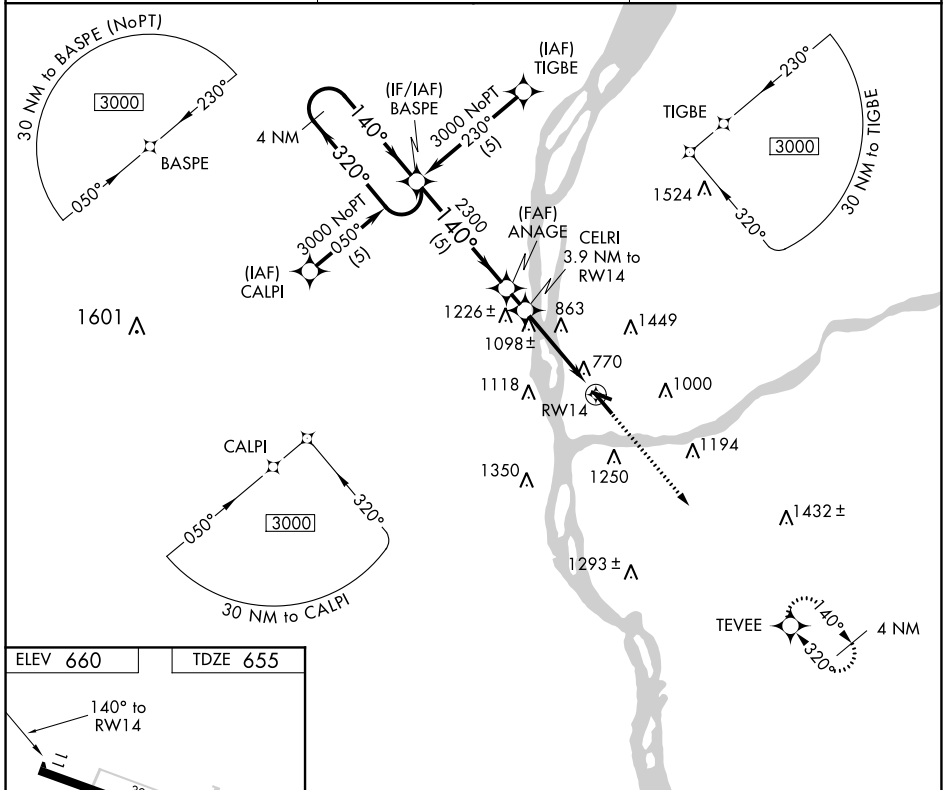 30 NM to BASPE (NoPT)
3000
230°
050°
BASPE
(IAF)
TIGBE
(IF/IAF)
BASPE
3000 NoPT
230°
(5)
4 NM
140°
320°
3000 NoPT
050°
(5)
(IAF)
CALPI
2300
140°
(5)
(FAF)
ANAGE
CELRI
3.9 NM to
RW14
TIGBE
230°
3000
320°
30 NM to TIGBE
1524
1601
1226 ±
1098 ±
863
1449
770
1118
RW14
1000
1350
1250
1194
1432 ±
1293 ±
CALPI
050°
3000
320°
30 NM to CALPI
TEVEE
140°
320°
4 NM
ELEV 660
TDZE 655
140° to
RW14